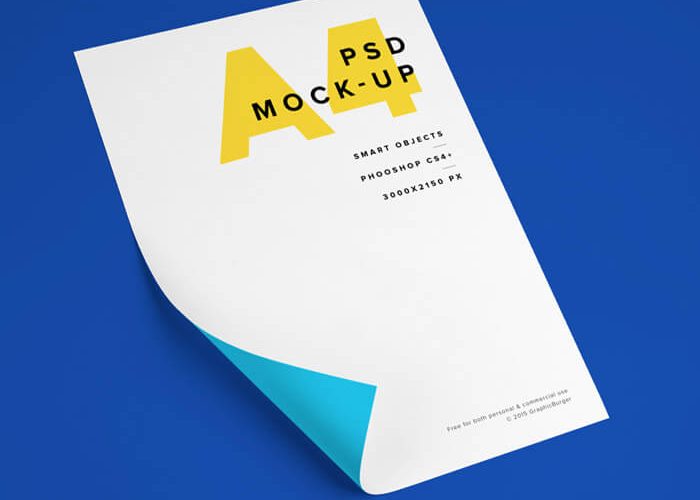 A4
PSD
MOCK-UP
SMART OBJECTS
PHOOSHOP CS4+
3000X2150 PX
Free for both personal & commercial use
© 2015 GraphicBurger